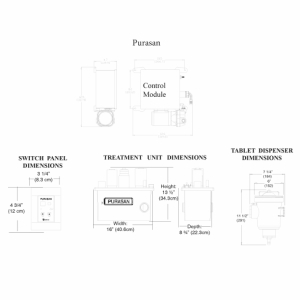 Purasan
Control
Module
SWITCH PANEL
DIMENSIONS
3 1/4"
(8.3 cm)
PURASAN
4 3/4"
(12 cm)
TREATMENT UNIT DIMENSIONS
PURASAN
Height:
13 ½"
(34.3cm)
Width:
16" (40.6cm)
Depth:
8 ¾" (22.3cm)
TABLET DISPENSER
DIMENSIONS
7 1/4"
(184)
6"
(152)
11 1/2"